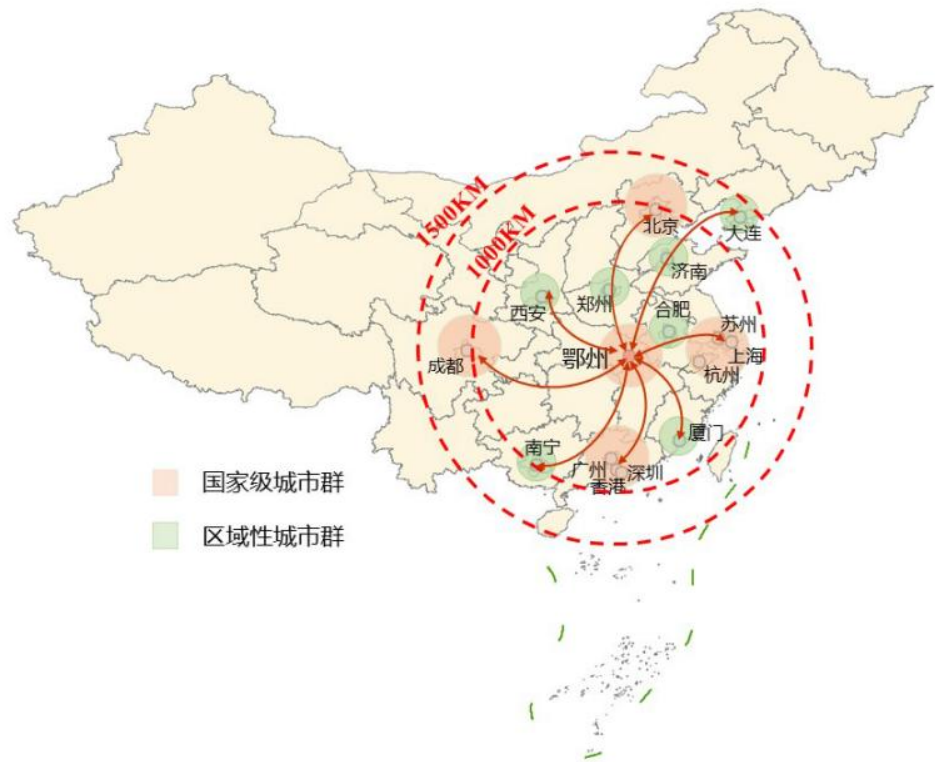 1500KM
1000KM
北京
大连
济南
郑州
西安
合肥
苏州
上海
鄂州
杭州
成都
厦门
南宁
广州
深圳
香港
国家级城市群
区域性城市群